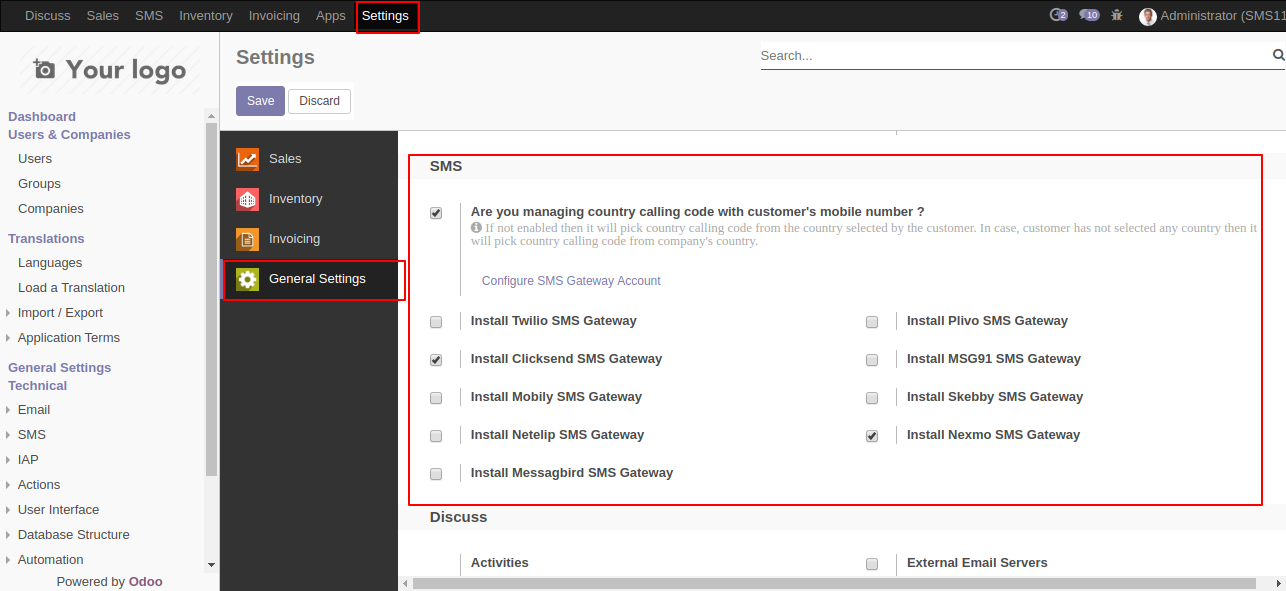 Discuss Sales SMS Inventory Invoicing Apps Settings 2 10 Administrator (SMS11
Your logo
Settings
Search...
Save Discard
Dashboard
Users & Companies
Users
Groups
Companies
Translations
Languages
Load a Translation
Import / Export
Application Terms
General Settings
Technical
Email
SMS
IAP
Actions
User Interface
Database Structure
Automation
Powered by Odoo
Sales
Inventory
Invoicing
General Settings
SMS
Are you managing country calling code with customer's mobile number ?
If not enabled then it will pick country calling code from the country selected by the customer. In case, customer has not selected any country then it
will pick country calling code from company's country.
Configure SMS Gateway Account
Install Twilio SMS Gateway Install Plivo SMS Gateway
Install Clicksend SMS Gateway Install MSG91 SMS Gateway
Install Mobily SMS Gateway Install Skebby SMS Gateway
Install Netelip SMS Gateway Install Nexmo SMS Gateway
Install Messagbird SMS Gateway
Discuss
Activities External Email Servers